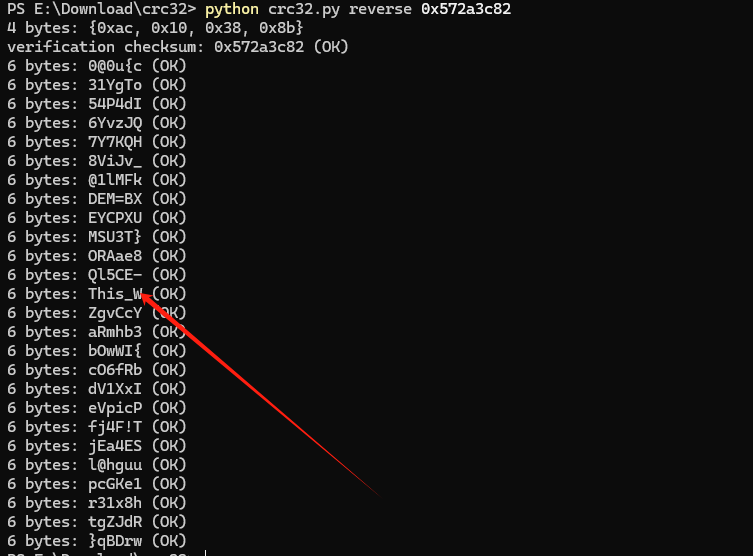 PS E:\Download\crc32> python crc32.py reverse 0x572a3c82
4 bytes: {0xac, 0x10, 0x38, 0x8b}
verification checksum: 0x572a3c82 (OK)
6 bytes: 0@0u{c (OK)
6 bytes: 31YgTo (OK)
6 bytes: 54P4dI (OK)
6 bytes: 6YvzJQ (OK)
6 bytes: 7Y7KQH (OK)
6 bytes: 8ViJv_ (OK)
6 bytes: @1lMFk (OK)
6 bytes: DEM=BX (OK)
6 bytes: EYCPXU (OK)
6 bytes: MSU3T} (OK)
6 bytes: ORAae8 (OK)
6 bytes: Ql5CE- (OK)
6 bytes: This_W (OK)
6 bytes: ZgvCcY (OK)
6 bytes: aRmhb3 (OK)
6 bytes: bOwWI{ (OK)
6 bytes: cO6fRb (OK)
6 bytes: dV1XxI (OK)
6 bytes: eVpicP (OK)
6 bytes: fj4F!T (OK)
6 bytes: jEa4ES (OK)
6 bytes: l@hguu (OK)
6 bytes: pcGKe1 (OK)
6 bytes: r31x8h (OK)
6 bytes: tgZJdR (OK)
6 bytes: }qBDrw (OK)